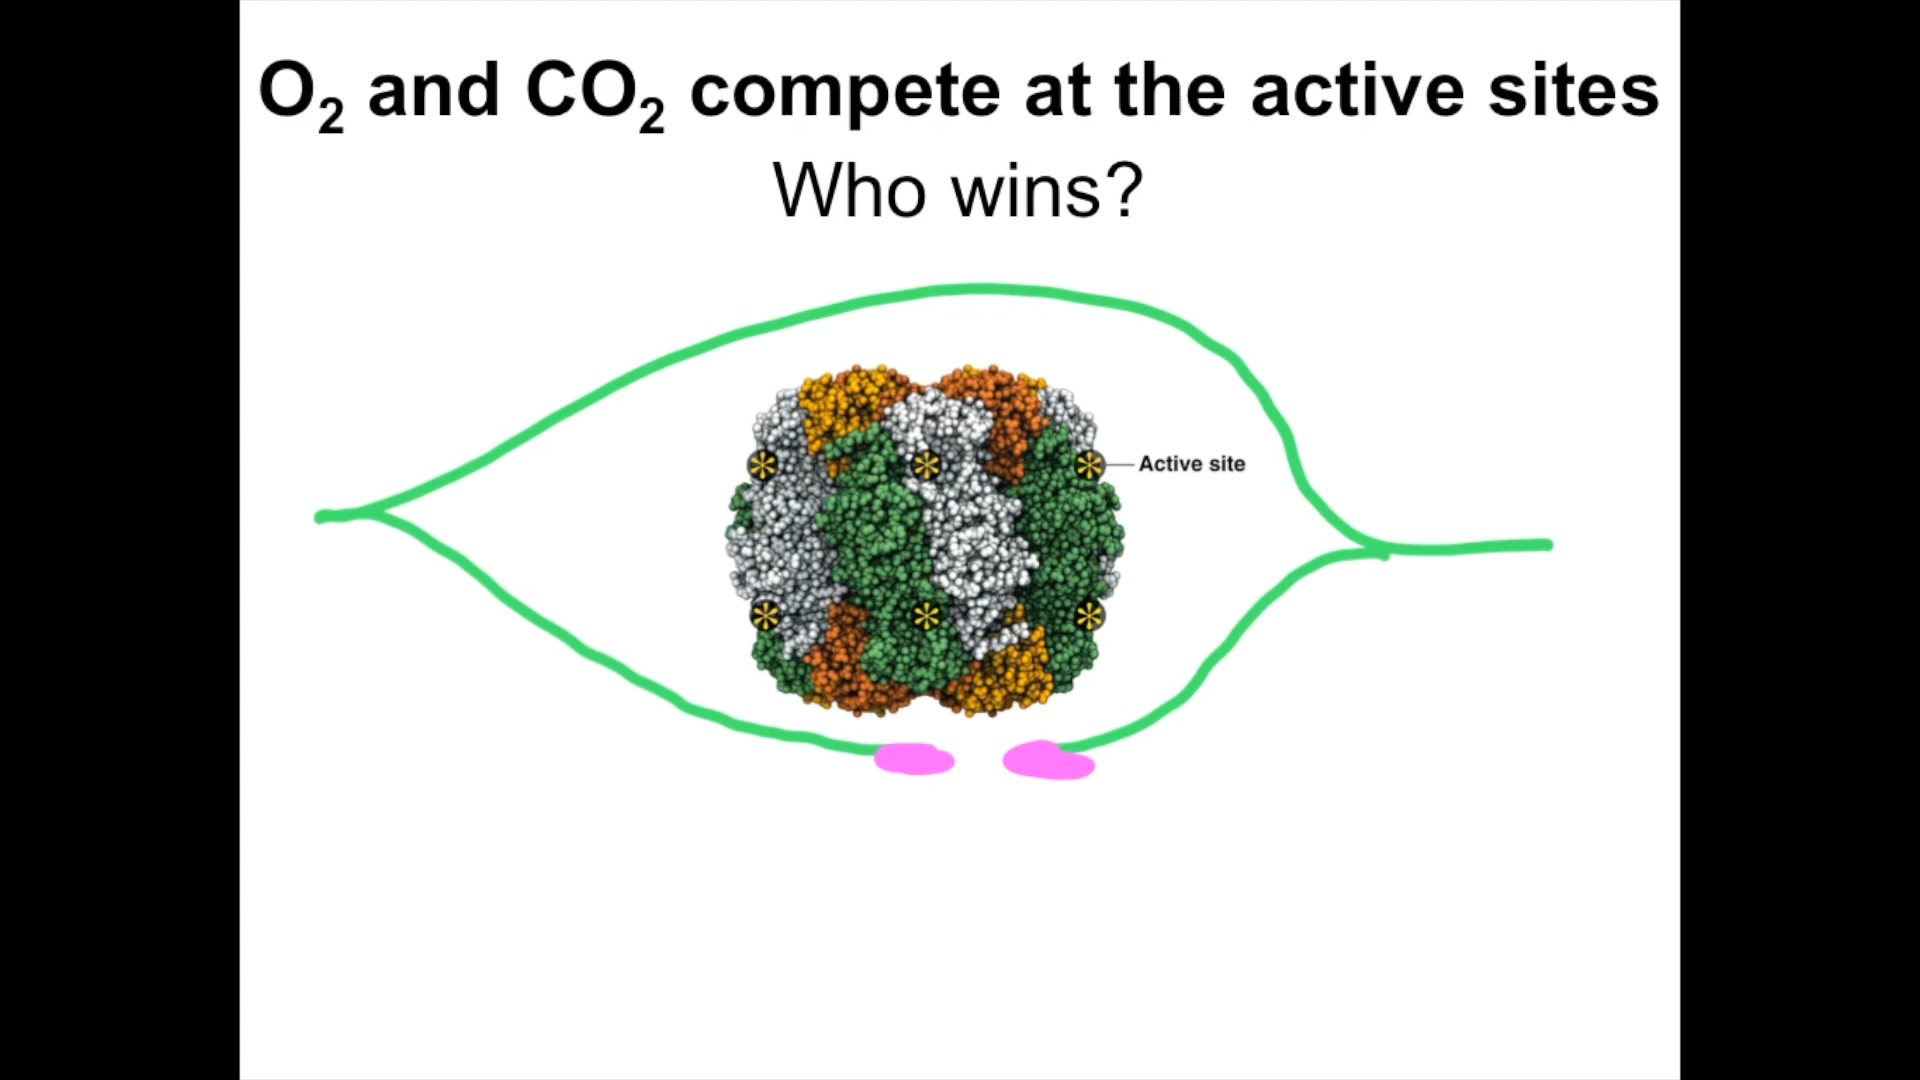 O₂ and CO₂ compete at the active sites
Who wins?
Active site